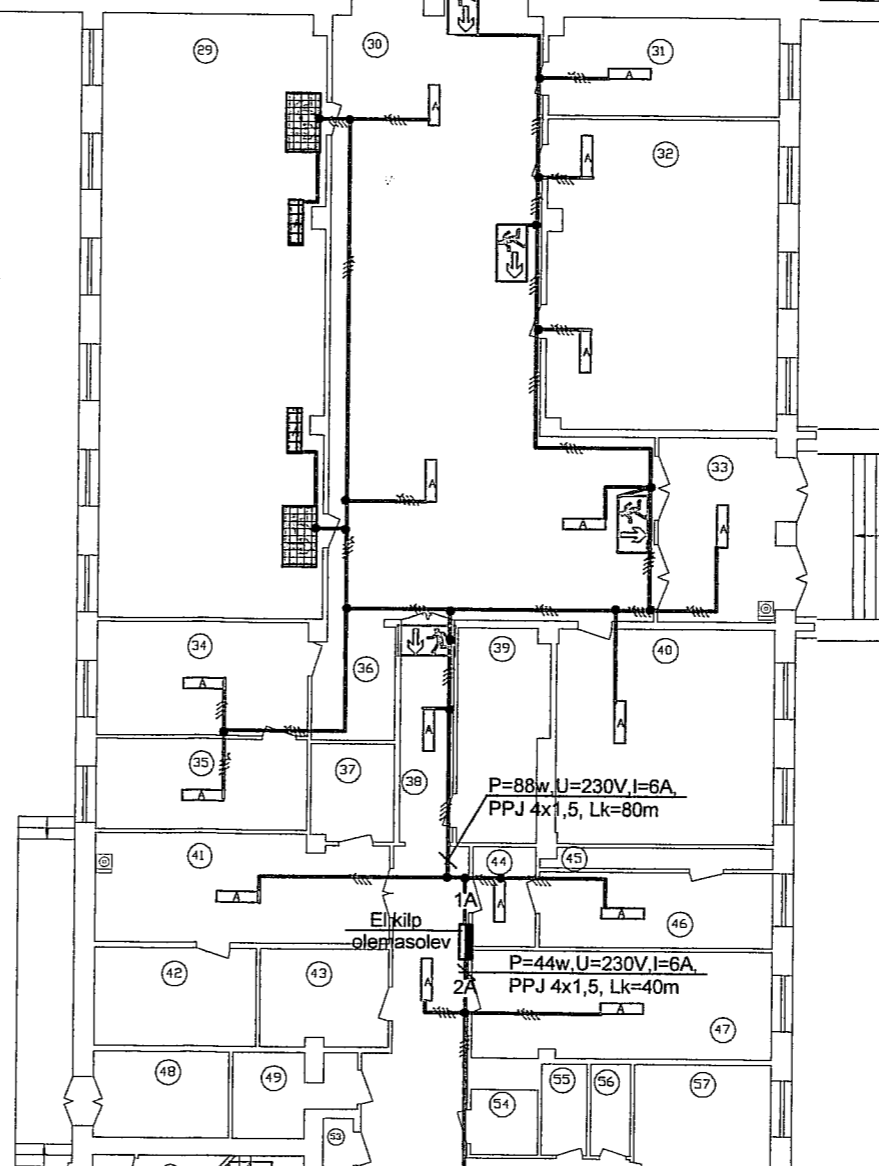 29
30
31
A
A
A
32
A
33
A
A
A
34
36
39
40
A
A
35
37
38
A
A
P=88w,U=230V,I=6A,
PPJ 4x1,5, Lk=80m
41
44
45
A
1A
A
A
46
El kilp
olemasolev
42
43
A
P=44w,U=230V,I=6A,
2A
PPJ 4x1,5, Lk=40m
A
47
48
49
55
56
57
54
53